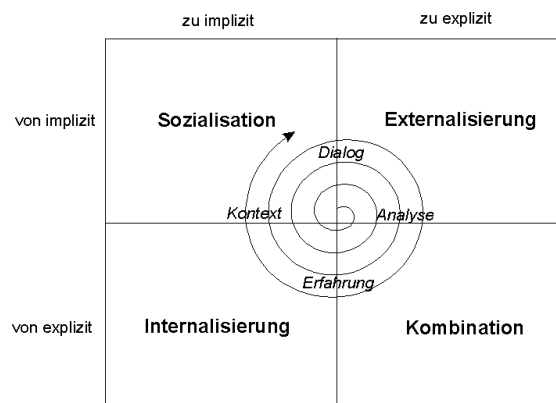 zu implizit
zu explizit
von implizit
Sozialisation
Externalisierung
Dialog
Kontext
Analyse
Erfahrung
von explizit
Internalisierung
Kombination